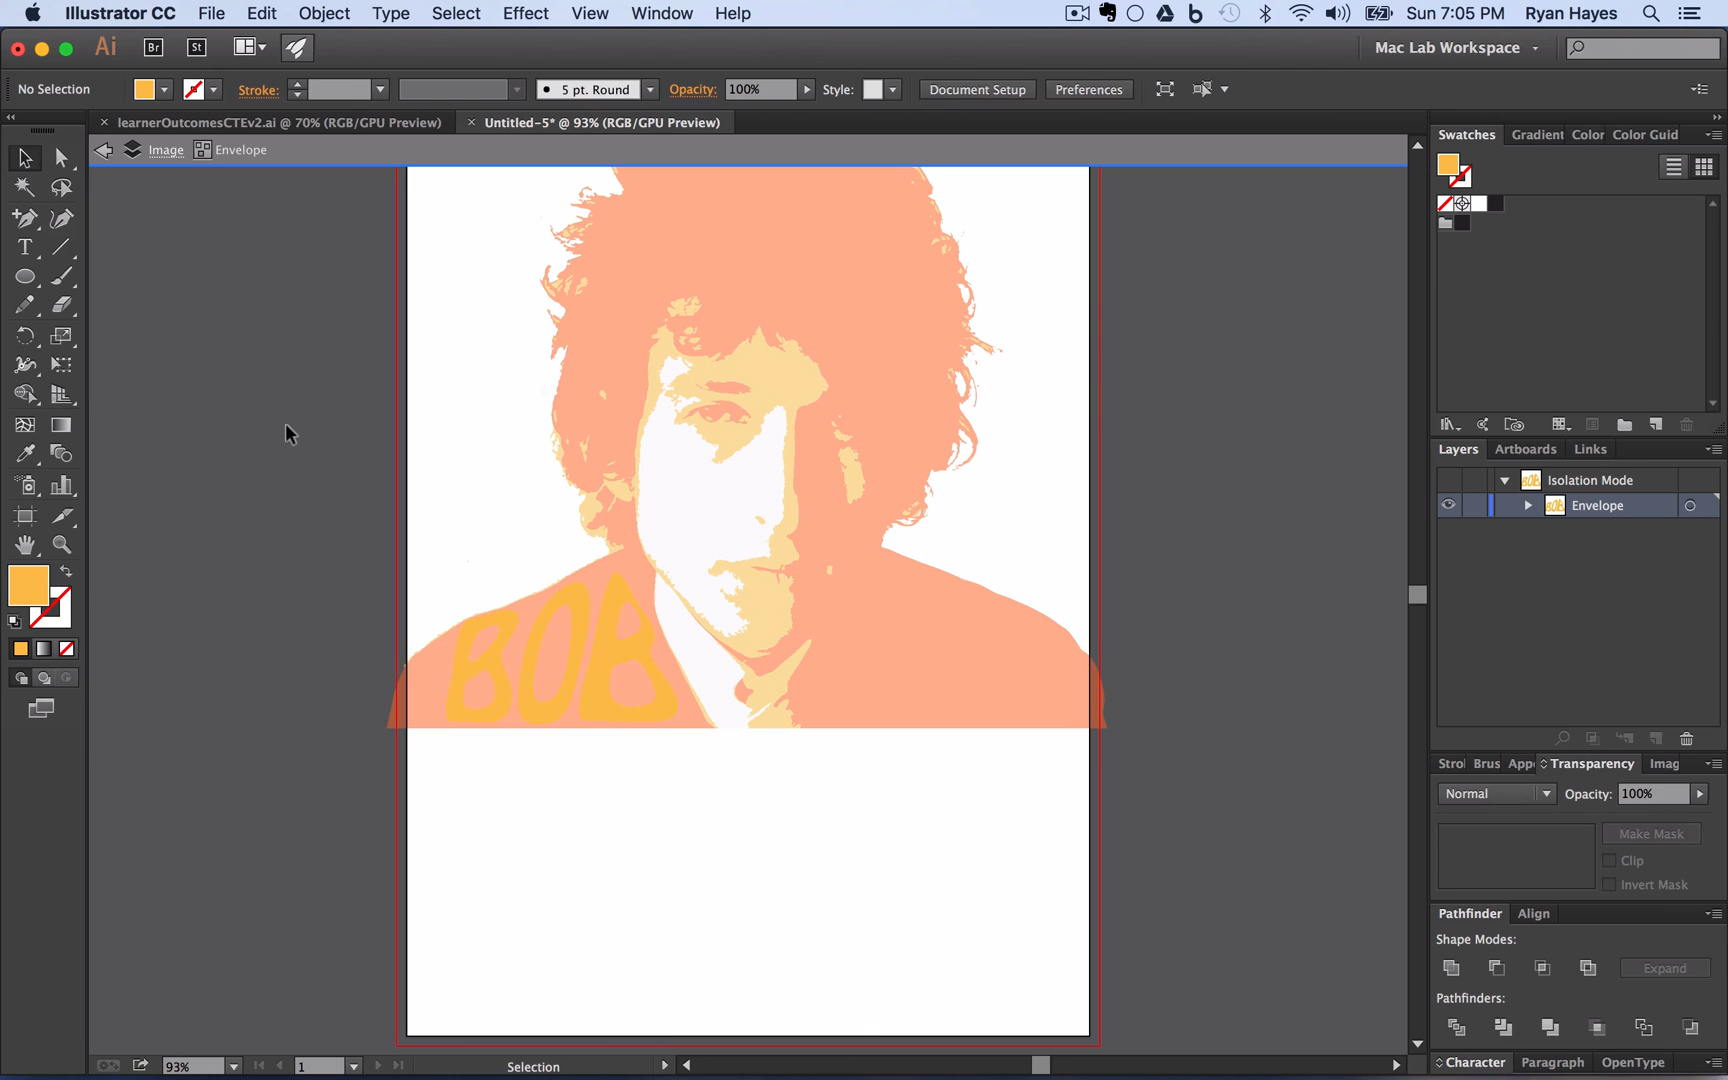 Illustrator CC File Edit Object Type Select Effect View Window Help
Sun 7:05 PM Ryan Hayes
Ai Br St
Mac Lab Workspace
No Selection Stroke: 5 pt. Round Opacity: 100% Style: Document Setup Preferences
× learnerOutcomesCTEv2.ai @ 70% (RGB/GPU Preview) × Untitled-5* @ 93% (RGB/GPU Preview)
Image Envelope
Swatches Gradient Color Color Guid
BOB
Layers Artboards Links
Isolation Mode
Envelope
Stro Brus Appe Transparency Imag
Normal Opacity: 100%
Make Mask
Clip
Invert Mask
Pathfinder Align
Shape Modes:
Expand
Pathfinders:
Character Paragraph OpenType
93% 1 Selection